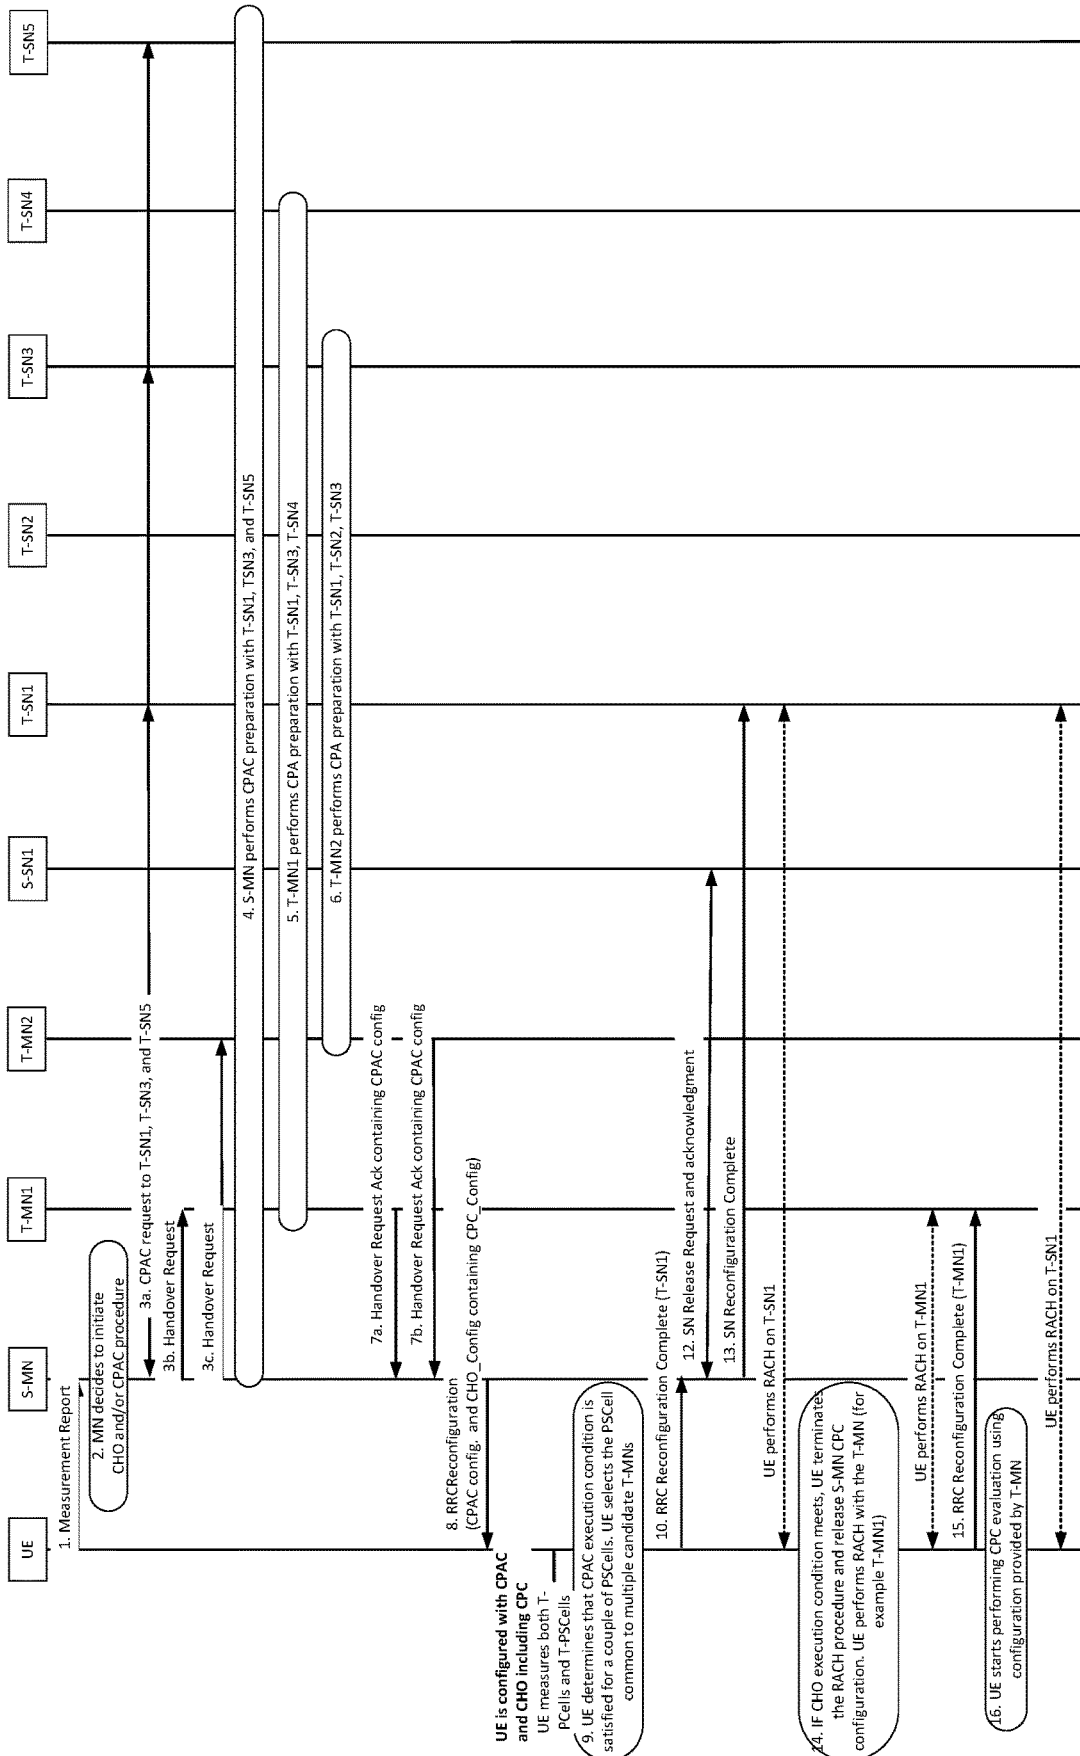 UE
S-MN
T-MN1
T-MN2
S-SN1
T-SN1
T-SN2
T-SN3
T-SN4
T-SN5
1. Measurement Report
2. MN decides to initiate
CHO and/or CPAC procedure
3a. CPAC request to T-SN1, T-SN3, and T-SN5
3b. Handover Request
3c. Handover Request
4. S-MN performs CPAC preparation with T-SN1, TSN3, and T-SN5
5. T-MN1 performs CPA preparation with T-SN1, T-SN3, T-SN4
6. T-MN2 performs CPA preparation with T-SN1, T-SN2, T-SN3
7a. Handover Request Ack containing CPAC config
7b. Handover Request Ack containing CPAC config
8. RRCReconfiguration
(CPAC config. and CHO_Config containing CPC_Config)
UE is configured with CPAC
and CHO including CPC
UE measures both T-
PCells and T-PSCells
9. UE determines that CPAC execution condition is
satisfied for a couple of PSCells. UE selects the PSCell
common to multiple candidate T-MNs
10. RRC Reconfiguration Complete (T-SN1)
12. SN Release Request and acknowledgment
13. SN Reconfiguration Complete
UE performs RACH on T-SN1
14. IF CHO execution condition meets, UE terminates
the RACH procedure and release S-MN CPC
configuration. UE performs RACH with the T-MN (for
example T-MN1)
UE performs RACH on T-MN1
15. RRC Reconfiguration Complete (T-MN1)
16. UE starts performing CPC evaluation using
configuration provided by T-MN
UE performs RACH on T-SN1